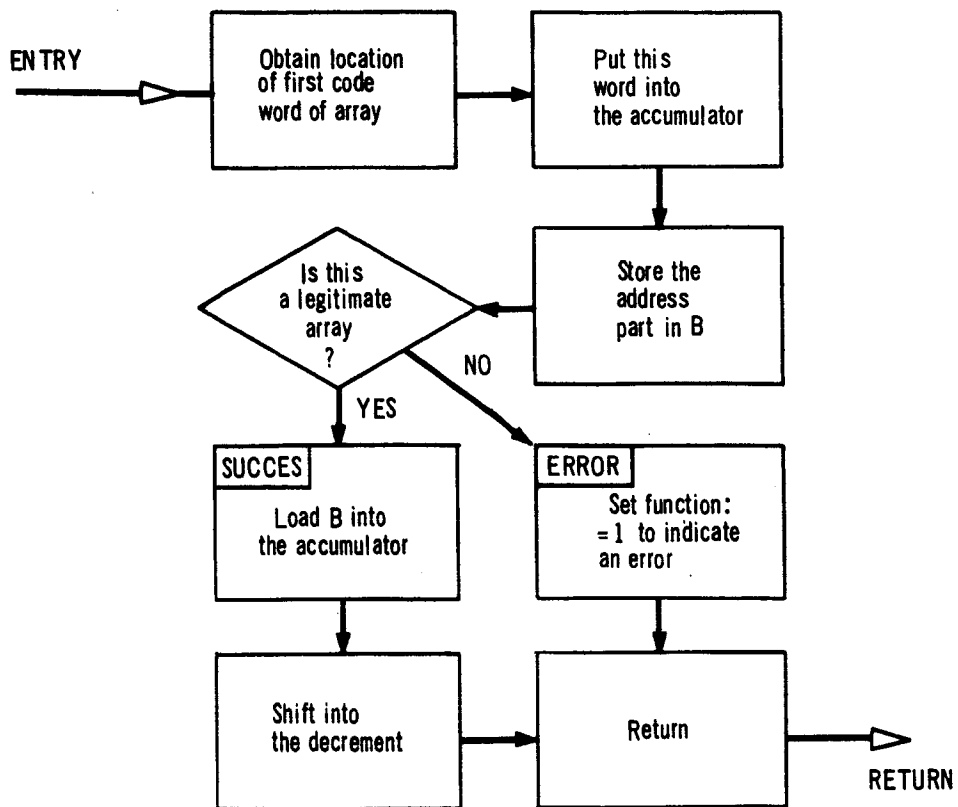 ENTRY
Obtain location
of first code
word of array
Put this
word into
the accumulator
Store the
address
part in B
Is this
a legitimate
array
?
NO
YES
SUCCES
Load B into
the accumulator
ERROR
Set function:
=1 to indicate
an error
Shift into
the decrement
Return
RETURN